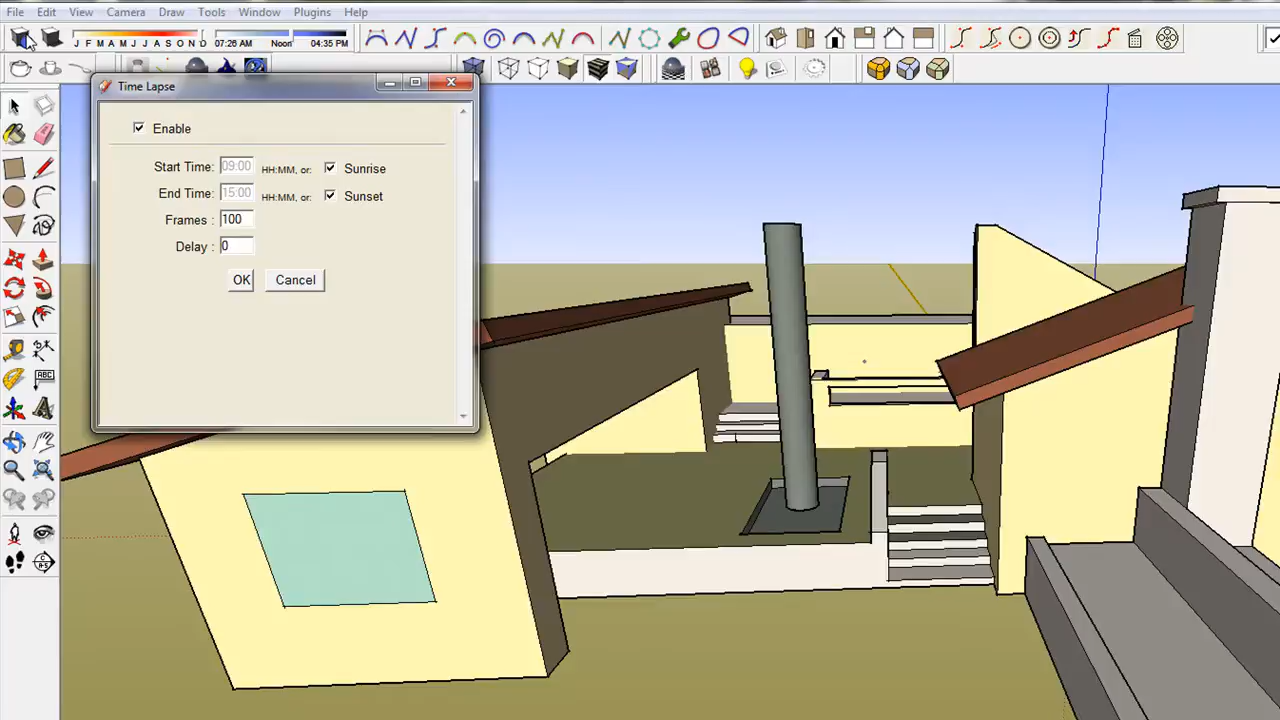 File Edit View Camera Draw Tools Window Plugins Help
J F M A M J J A S O N D 07:26 AM Noon 04:35 PM
Time Lapse
Enable
Start Time: 09:00 HH:MM, or: Sunrise
End Time: 15:00 HH:MM, or: Sunset
Frames : 100
Delay : 0
OK Cancel
ABC